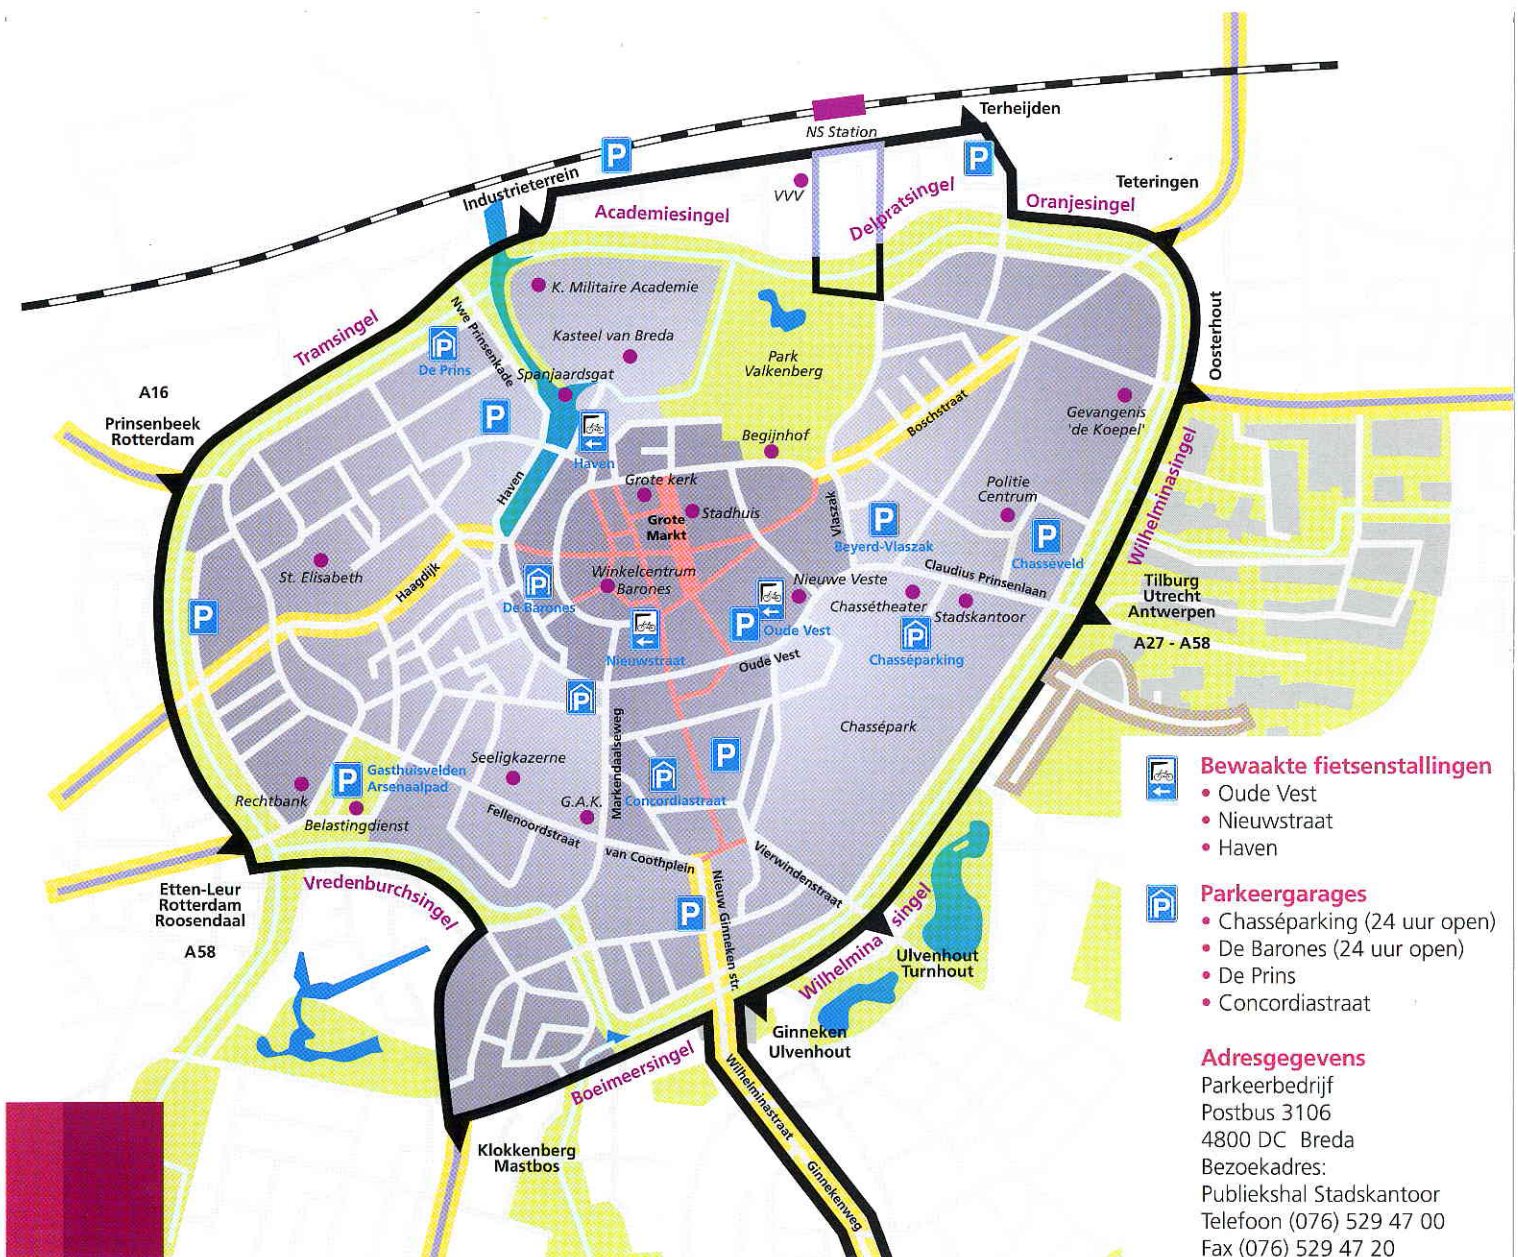 Terheijden
NS Station
P
P
Industrieterrein
VVV
Teteringen
Academiesingel
Delpratsingel
Oranjesingel
K. Militaire Academie
Nwe Prinsenkade
Tramsingel
Kasteel van Breda
Park
Valkenberg
Oosterhout
P
De Prins
Spanjaardsgat
A16
Prinsenbeek
Rotterdam
P
Haven
Begijnhof
Boschstraat
Gevangenis
'de Koepel'
Haven
Grote kerk
Stadhuis
Grote
Markt
Vlaszak
P
Beyerd-Vlaszak
Politie
Centrum
P
Chasseveld
Wilhelminasingel
St. Elisabeth
Haagdijk
P
De Barones
Winkelcentrum
Barones
Nieuwe Veste
Claudius Prinsenlaan
Chassétheater
Stadskantoor
Tilburg
Utrecht
Antwerpen
A27 - A58
P
Nieuwstraat
P
Oude Vest
Oude Vest
P
Chasséparking
P
Markendaalseweg
Chassépark
Seeligkazerne
P
Gasthuisvelden
Arsenaalpad
Rechtbank
Belastingdienst
G.A.K.
P
Concordiastraat
P
Fellenoordstraat
van Coothplein
Vierwindenstraat
Etten-Leur
Rotterdam
Roosendaal
A58
Vredenburchsingel
P
Nieuw Ginneken str.
Wilhelmina singel
Ulvenhout
Turnhout
Ginneken
Ulvenhout
Boeimeersingel
Wilhelminastraat
Ginnekenweg
Klokkenberg
Mastbos
Bewaakte fietsenstallingen
• Oude Vest
• Nieuwstraat
• Haven
P
Parkeergarages
• Chasséparking (24 uur open)
• De Barones (24 uur open)
• De Prins
• Concordiastraat
Adresgegevens
Parkeerbedrijf
Postbus 3106
4800 DC Breda
Bezoekadres:
Publiekshal Stadskantoor
Telefoon (076) 529 47 00
Fax (076) 529 47 20